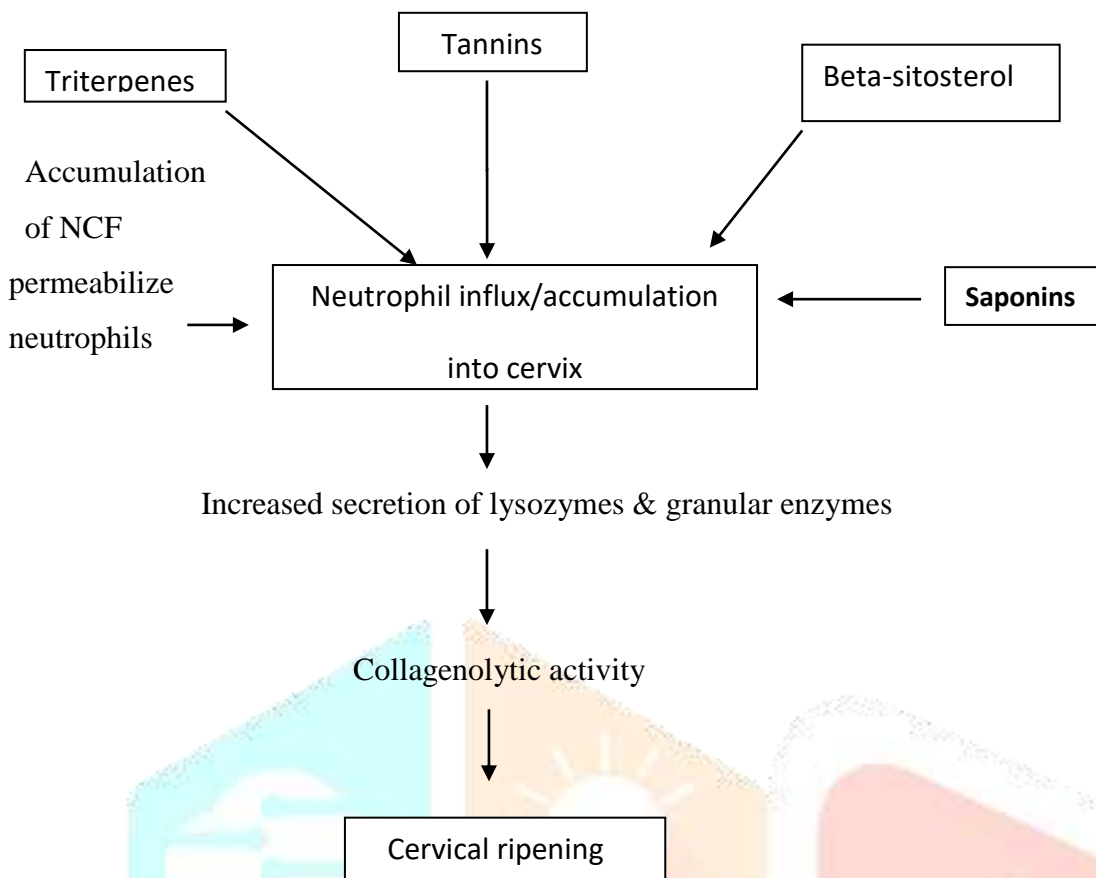 Tannins
Triterpenes
Beta-sitosterol
Accumulation
of NCF
permeabilize
neutrophils
Neutrophil influx/accumulation
into cervix
Saponins
Increased secretion of lysozymes & granular enzymes
Collagenolytic activity
Cervical ripening